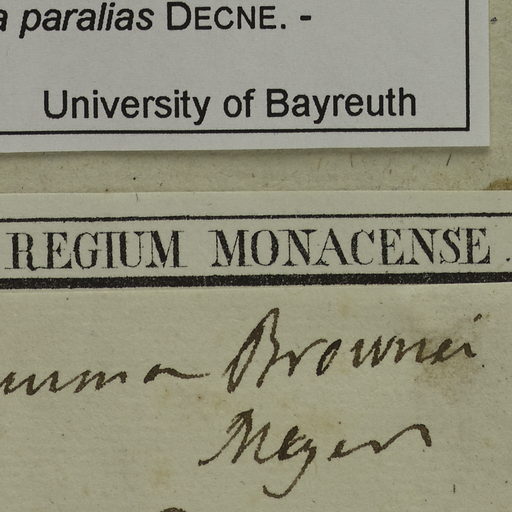 a paralias DECNE. -
University of Bayreuth
REGIUM MONACENSE.
Brownei
Meyer